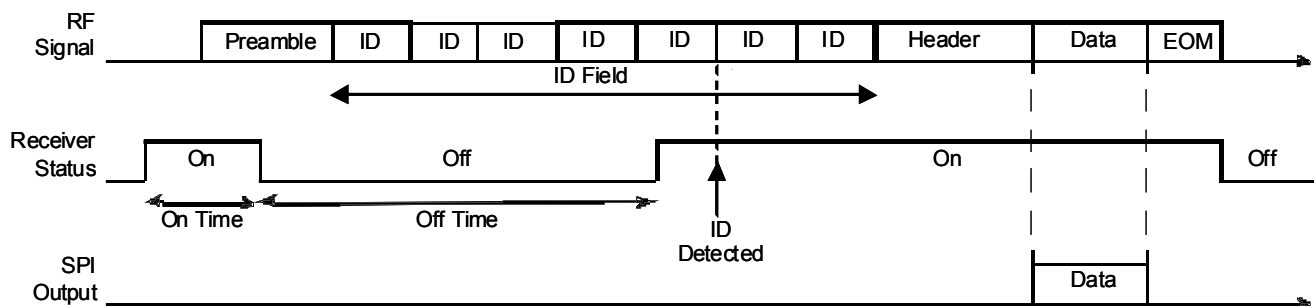 RF
Signal
Preamble ID ID ID ID ID ID ID Header Data EOM
ID Field
Receiver
Status
On Off On Off
On Time Off Time
ID
Detected
SPI
Output
Data